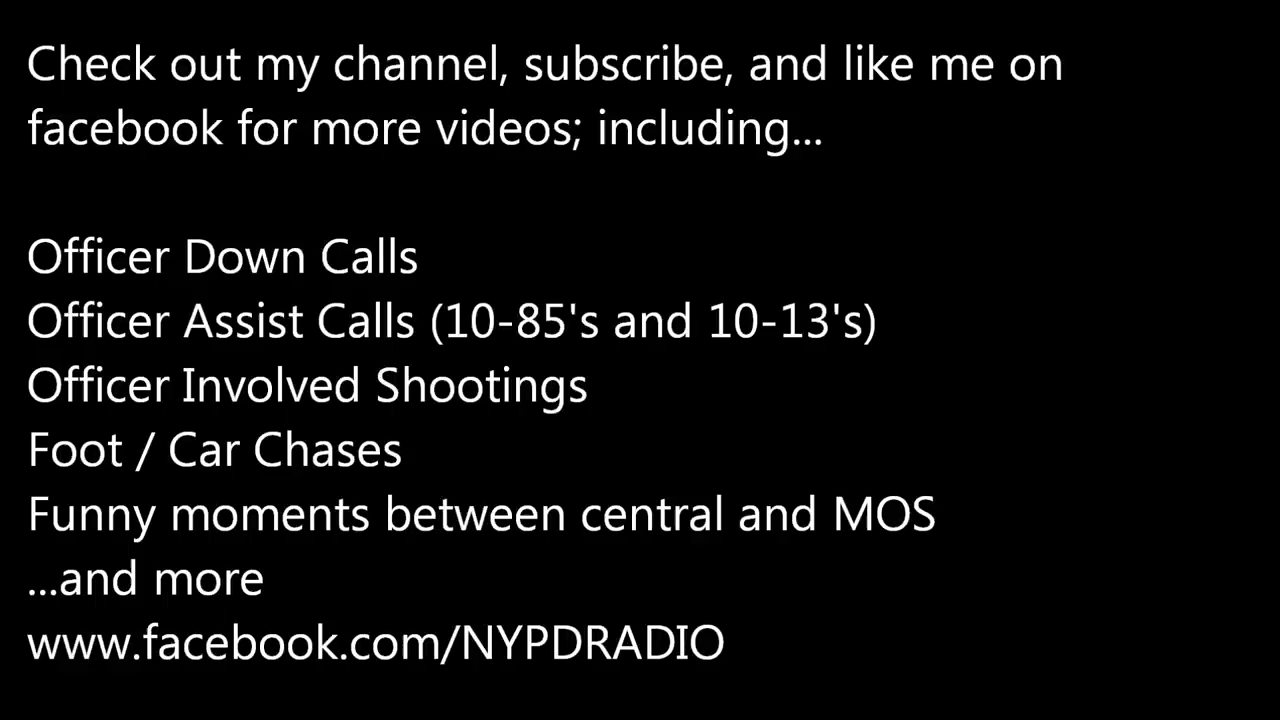 Check out my channel, subscribe, and like me on
facebook for more videos; including...
Officer Down Calls
Officer Assist Calls (10-85's and 10-13's)
Officer Involved Shootings
Foot / Car Chases
Funny moments between central and MOS
...and more
www.facebook.com/NYPDRADIO